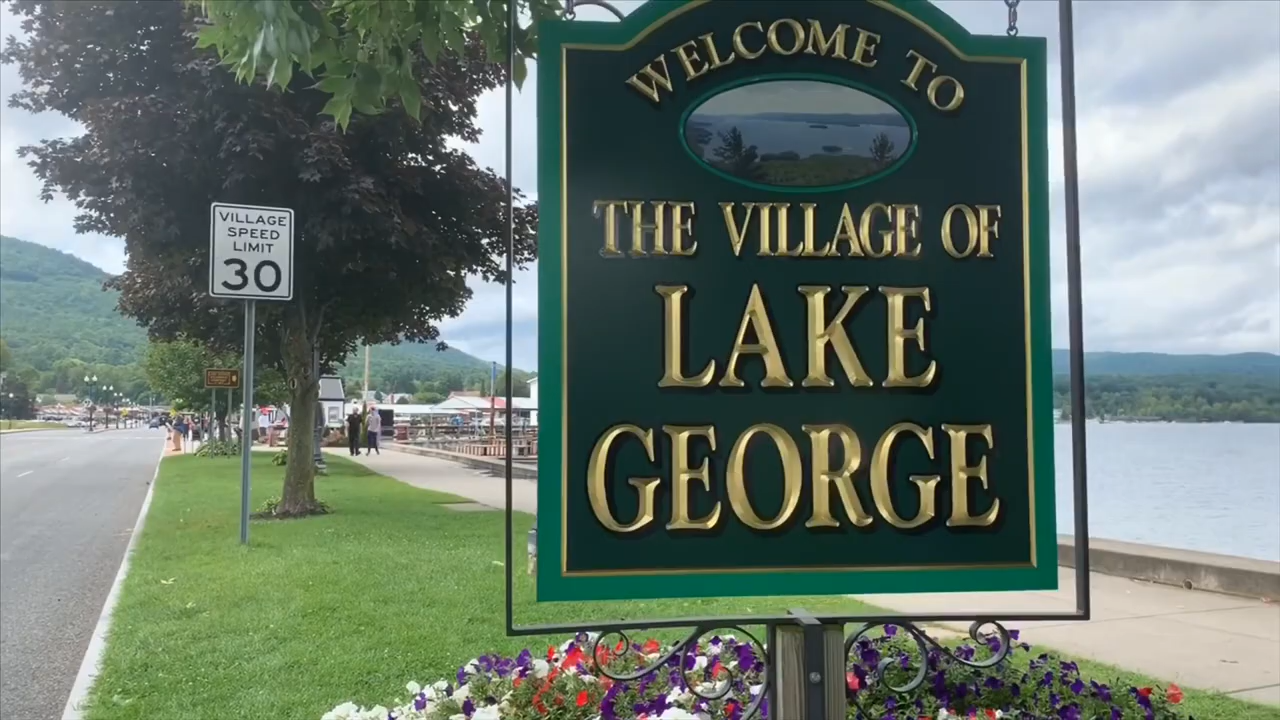 WELCOME TO
THE VILLAGE OF
LAKE
GEORGE
VILLAGE
SPEED
LIMIT
30